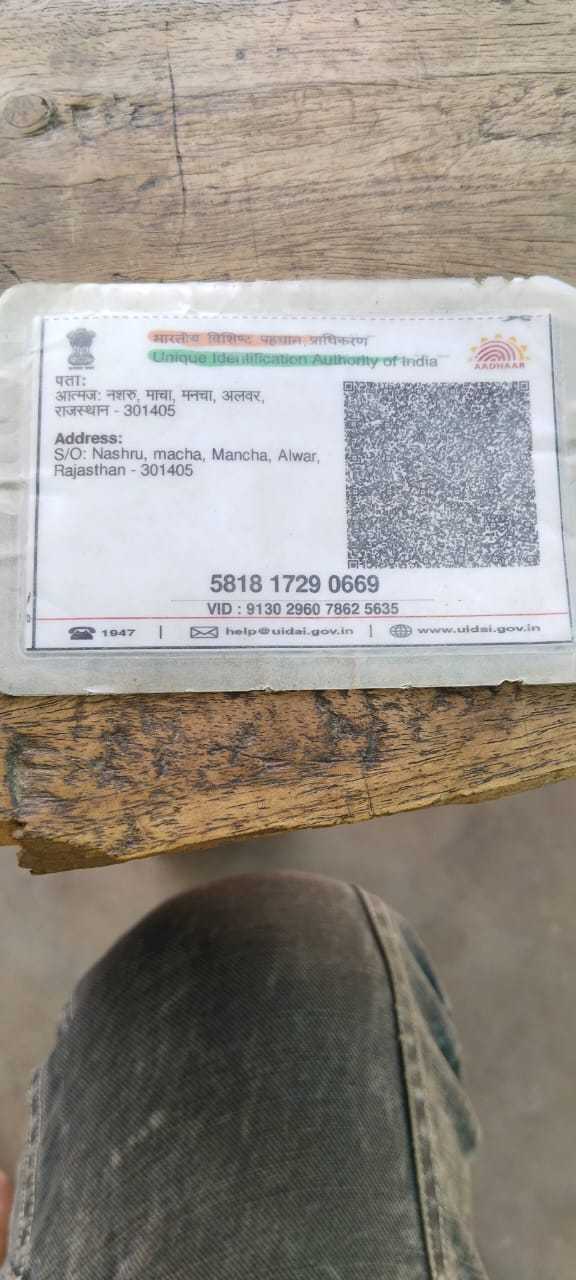 भारतीय विशिष्ट पहचान प्राधिकरण
Unique Identification Authority of India
AADHAAR
पता:
आत्मज: नशरु, माचा, मनचा, अलवर,
राजस्थान - 301405
Address:
S/O: Nashru, macha, Mancha, Alwar,
Rajasthan - 301405
5818 1729 0669
VID : 9130 2960 7862 5635
1947 | help@uidai.gov.in | www.uidai.gov.in